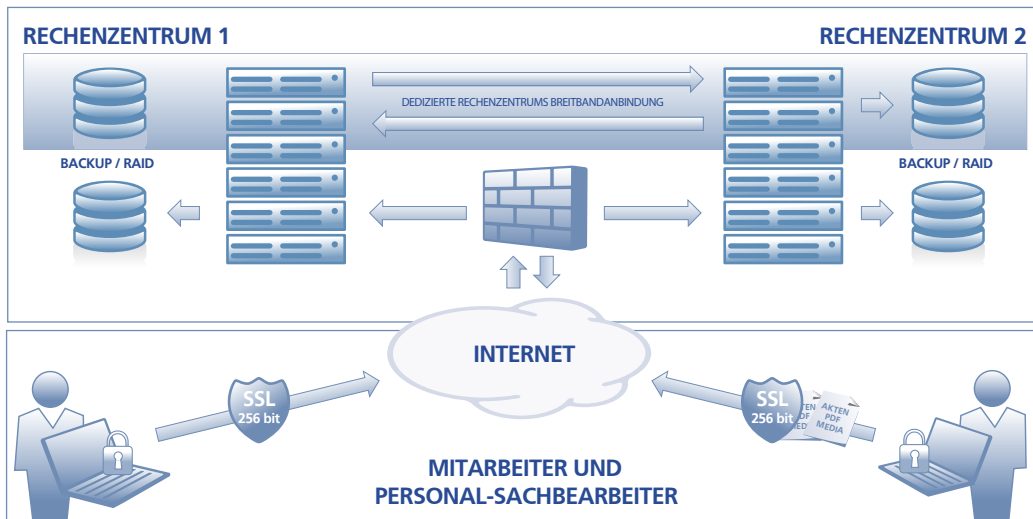 RECHENZENTRUM 1
RECHENZENTRUM 2
DEDIZIERTE RECHENZENTRUMS BREITBANDANBINDUNG
BACKUP / RAID
BACKUP / RAID
INTERNET
SSL
256 bit
SSL
256 bit
AKTEN
PDF
MEDIA
MITARBEITER UND
PERSONAL-SACHBEARBEITER